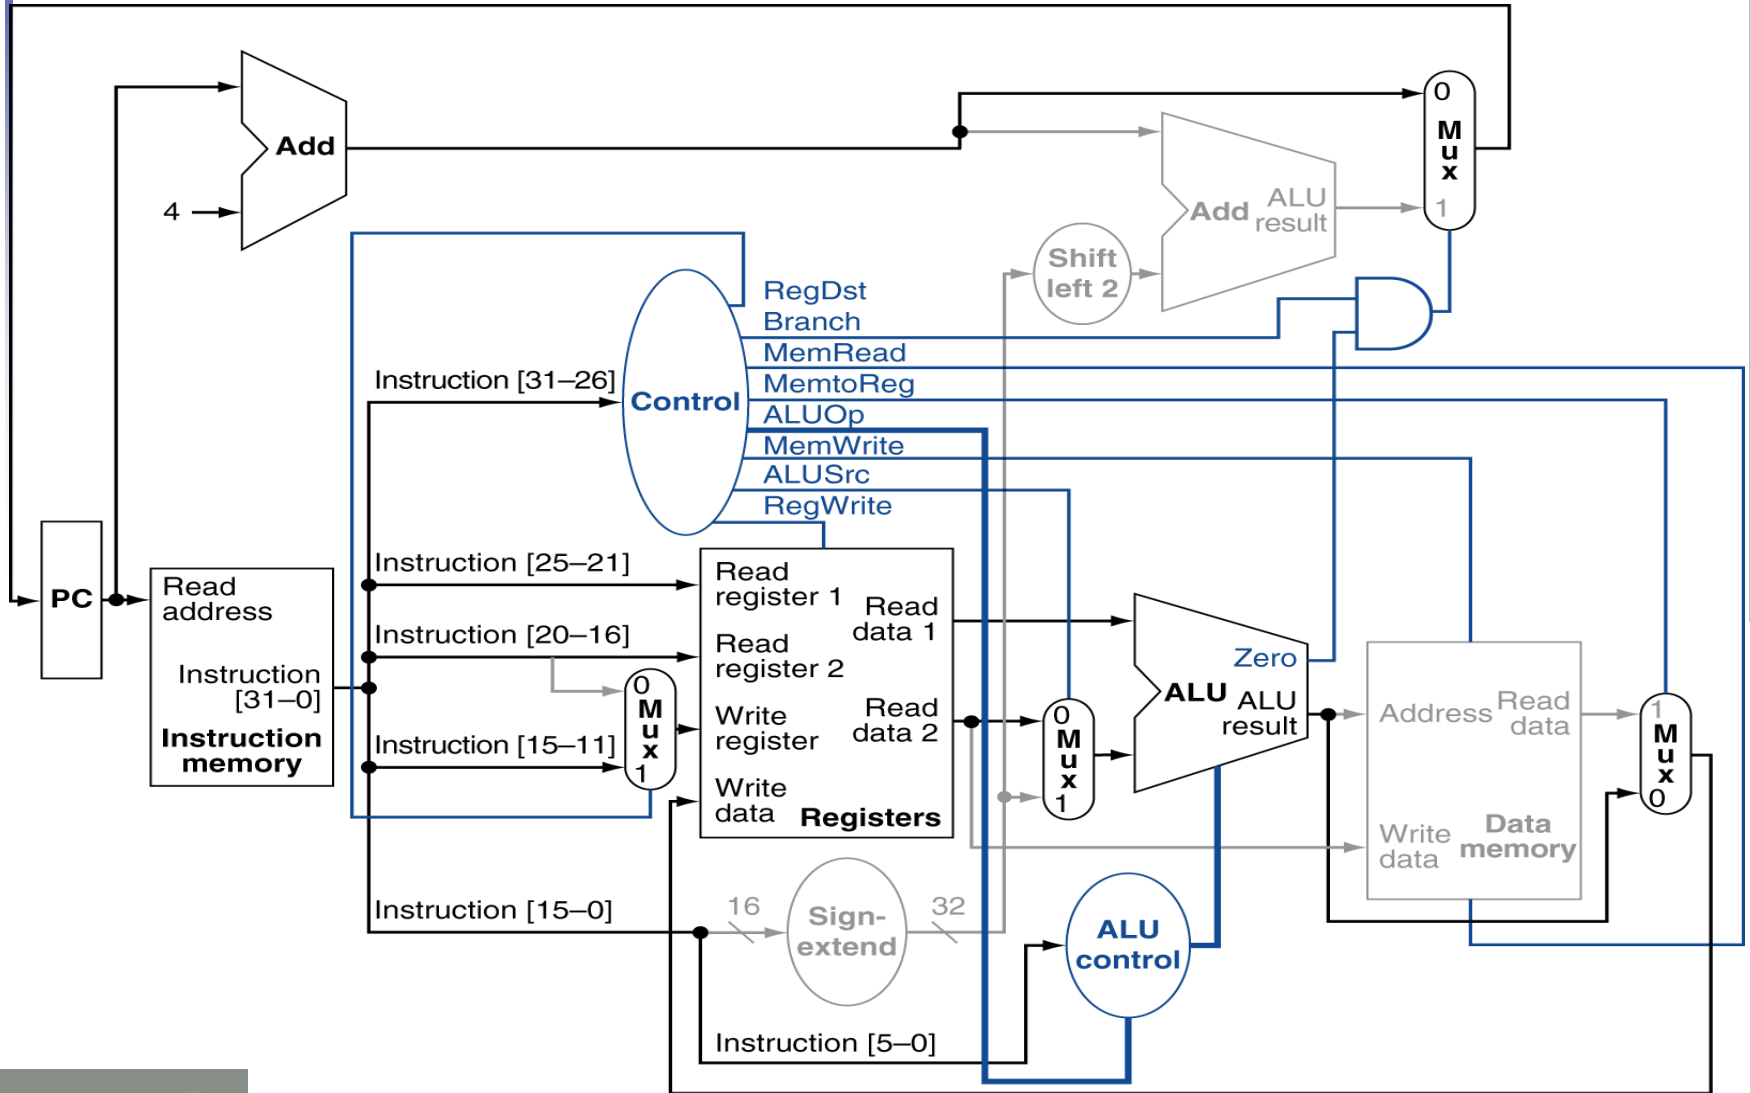 0
M
u
x
1
Add
4
Add
ALU
result
Shift
left 2
RegDst
Branch
MemRead
MemtoReg
ALUOp
MemWrite
ALUSrc
RegWrite
Instruction [31–26]
Control
Instruction [25–21]
PC
Read
address
Instruction
[31–0]
Instruction
memory
Instruction [20–16]
0
M
u
x
1
Instruction [15–11]
Read
register 1
Read
data 1
Read
register 2
Write
register
Read
data 2
Write
data
Registers
0
M
u
x
1
Zero
ALU
ALU
result
Address
Read
data
Write
data
Data
memory
1
M
u
x
0
Instruction [15–0]
16
Sign-
extend
32
ALU
control
Instruction [5–0]